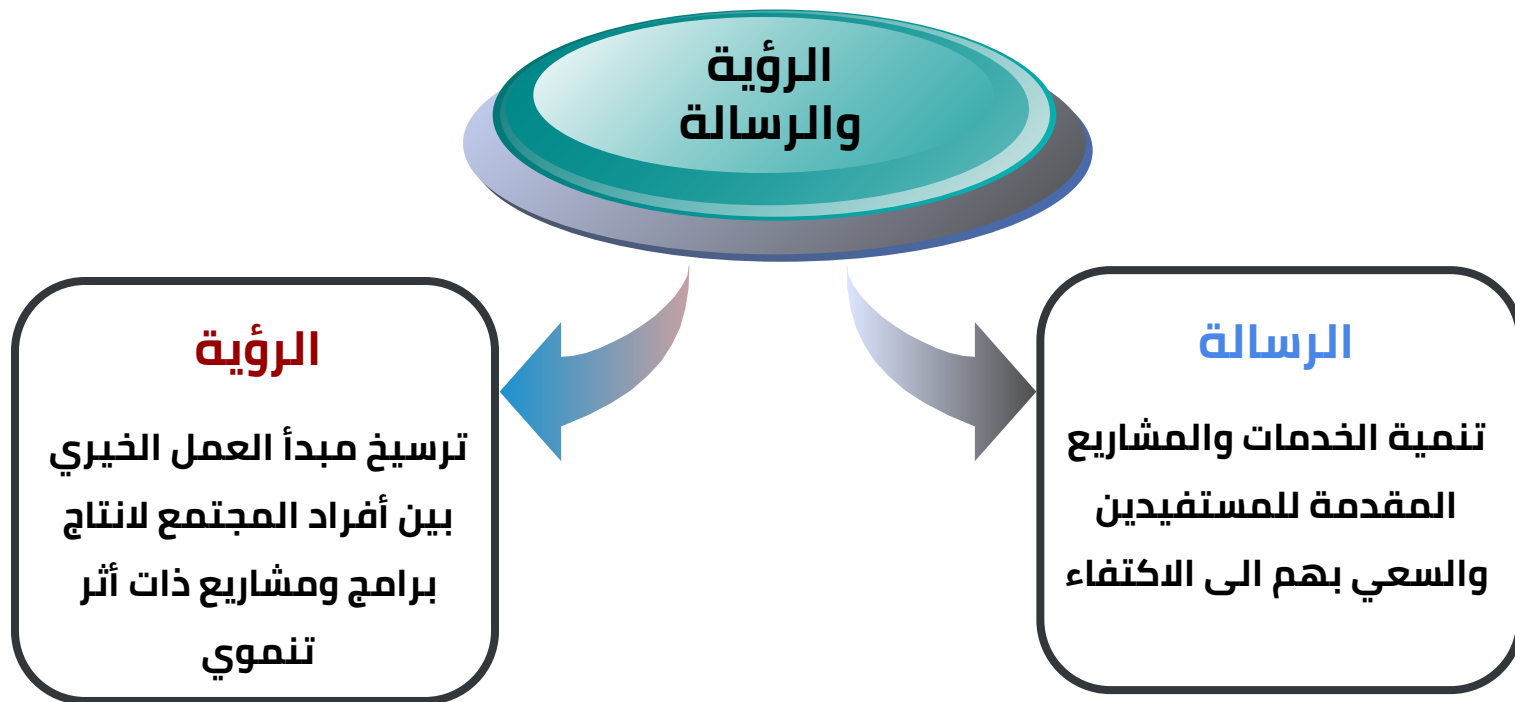 الرؤية
والرسالة
الرسالة
تنمية الخدمات والمشاريع
المقدمة للمستفيدين
والسعي بهم الى الاكتفاء
الرؤية
ترسيخ مبدأ العمل الخيري
بين أفراد المجتمع لانتاج
برامج ومشاريع ذات أثر
تنموي